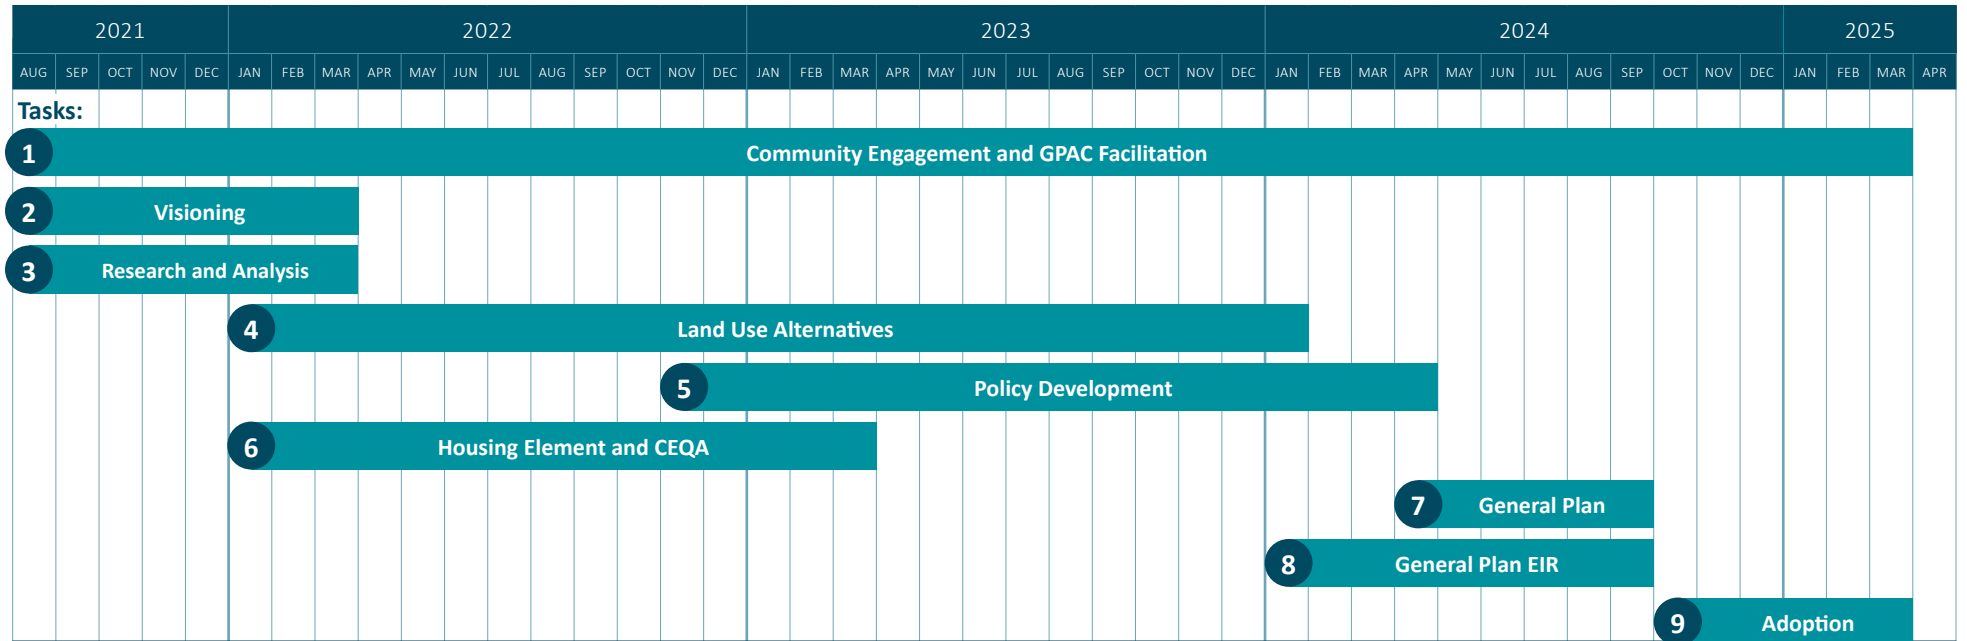 2021 2022 2023 2024 2025
AUG SEP OCT NOV DEC JAN FEB MAR APR MAY JUN JUL AUG SEP OCT NOV DEC JAN FEB MAR APR MAY JUN JUL AUG SEP OCT NOV DEC JAN FEB MAR APR MAY JUN JUL AUG SEP OCT NOV DEC JAN FEB MAR APR
Tasks:
1 Community Engagement and GPAC Facilitation
2 Visioning
3 Research and Analysis
4 Land Use Alternatives
5 Policy Development
6 Housing Element and CEQA
7 General Plan
8 General Plan EIR
9 Adoption